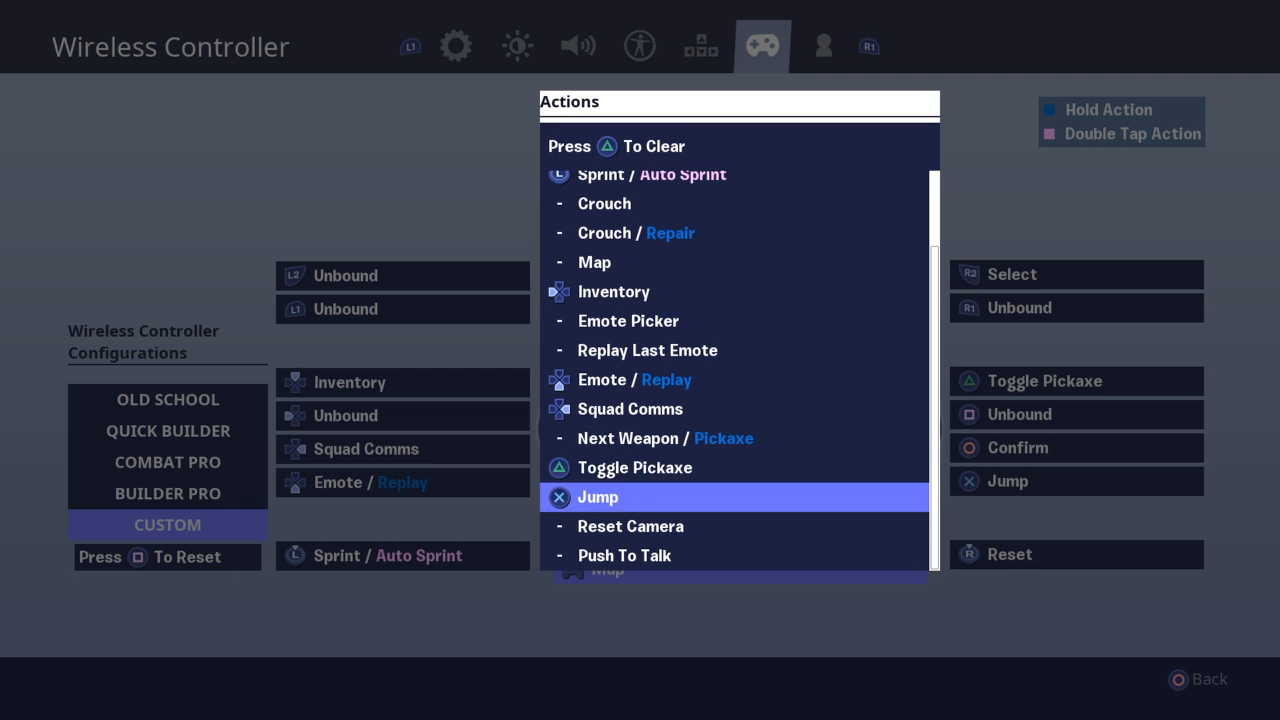 Wireless Controller
L1
R1
Hold Action
Double Tap Action
Actions
Press To Clear
L Sprint / Auto Sprint
- Crouch
- Crouch / Repair
- Map
Inventory
- Emote Picker
- Replay Last Emote
Emote / Replay
Squad Comms
- Next Weapon / Pickaxe
Toggle Pickaxe
Jump
- Reset Camera
- Push To Talk
Map
L2 Unbound
L1 Unbound
Inventory
Unbound
Squad Comms
Emote / Replay
L Sprint / Auto Sprint
Wireless Controller
Configurations
OLD SCHOOL
QUICK BUILDER
COMBAT PRO
BUILDER PRO
CUSTOM
Press To Reset
R2 Select
R1 Unbound
Toggle Pickaxe
Unbound
Confirm
Jump
R Reset
Back